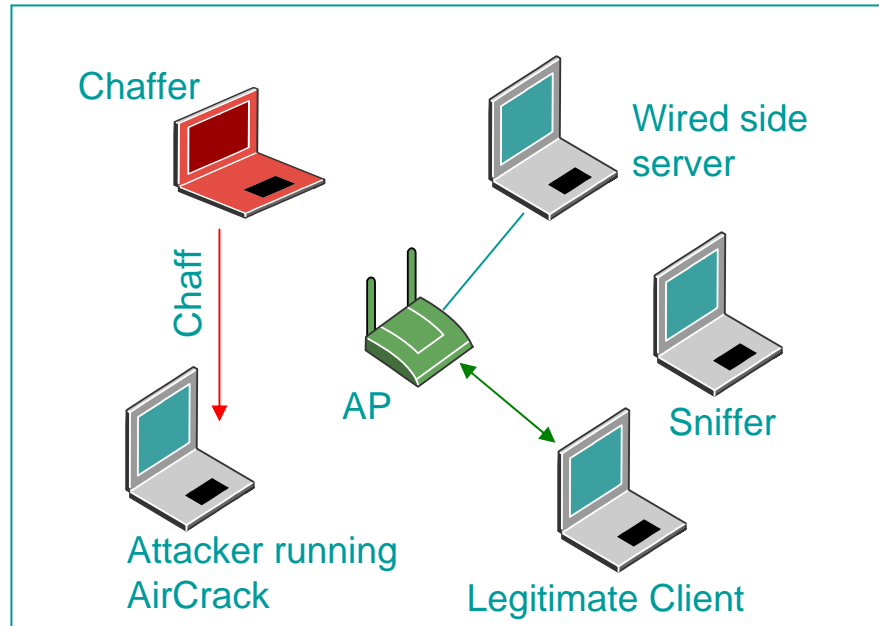 Chaffer
Wired side
server
Chaff
AP
Sniffer
Attacker running
AirCrack
Legitimate Client